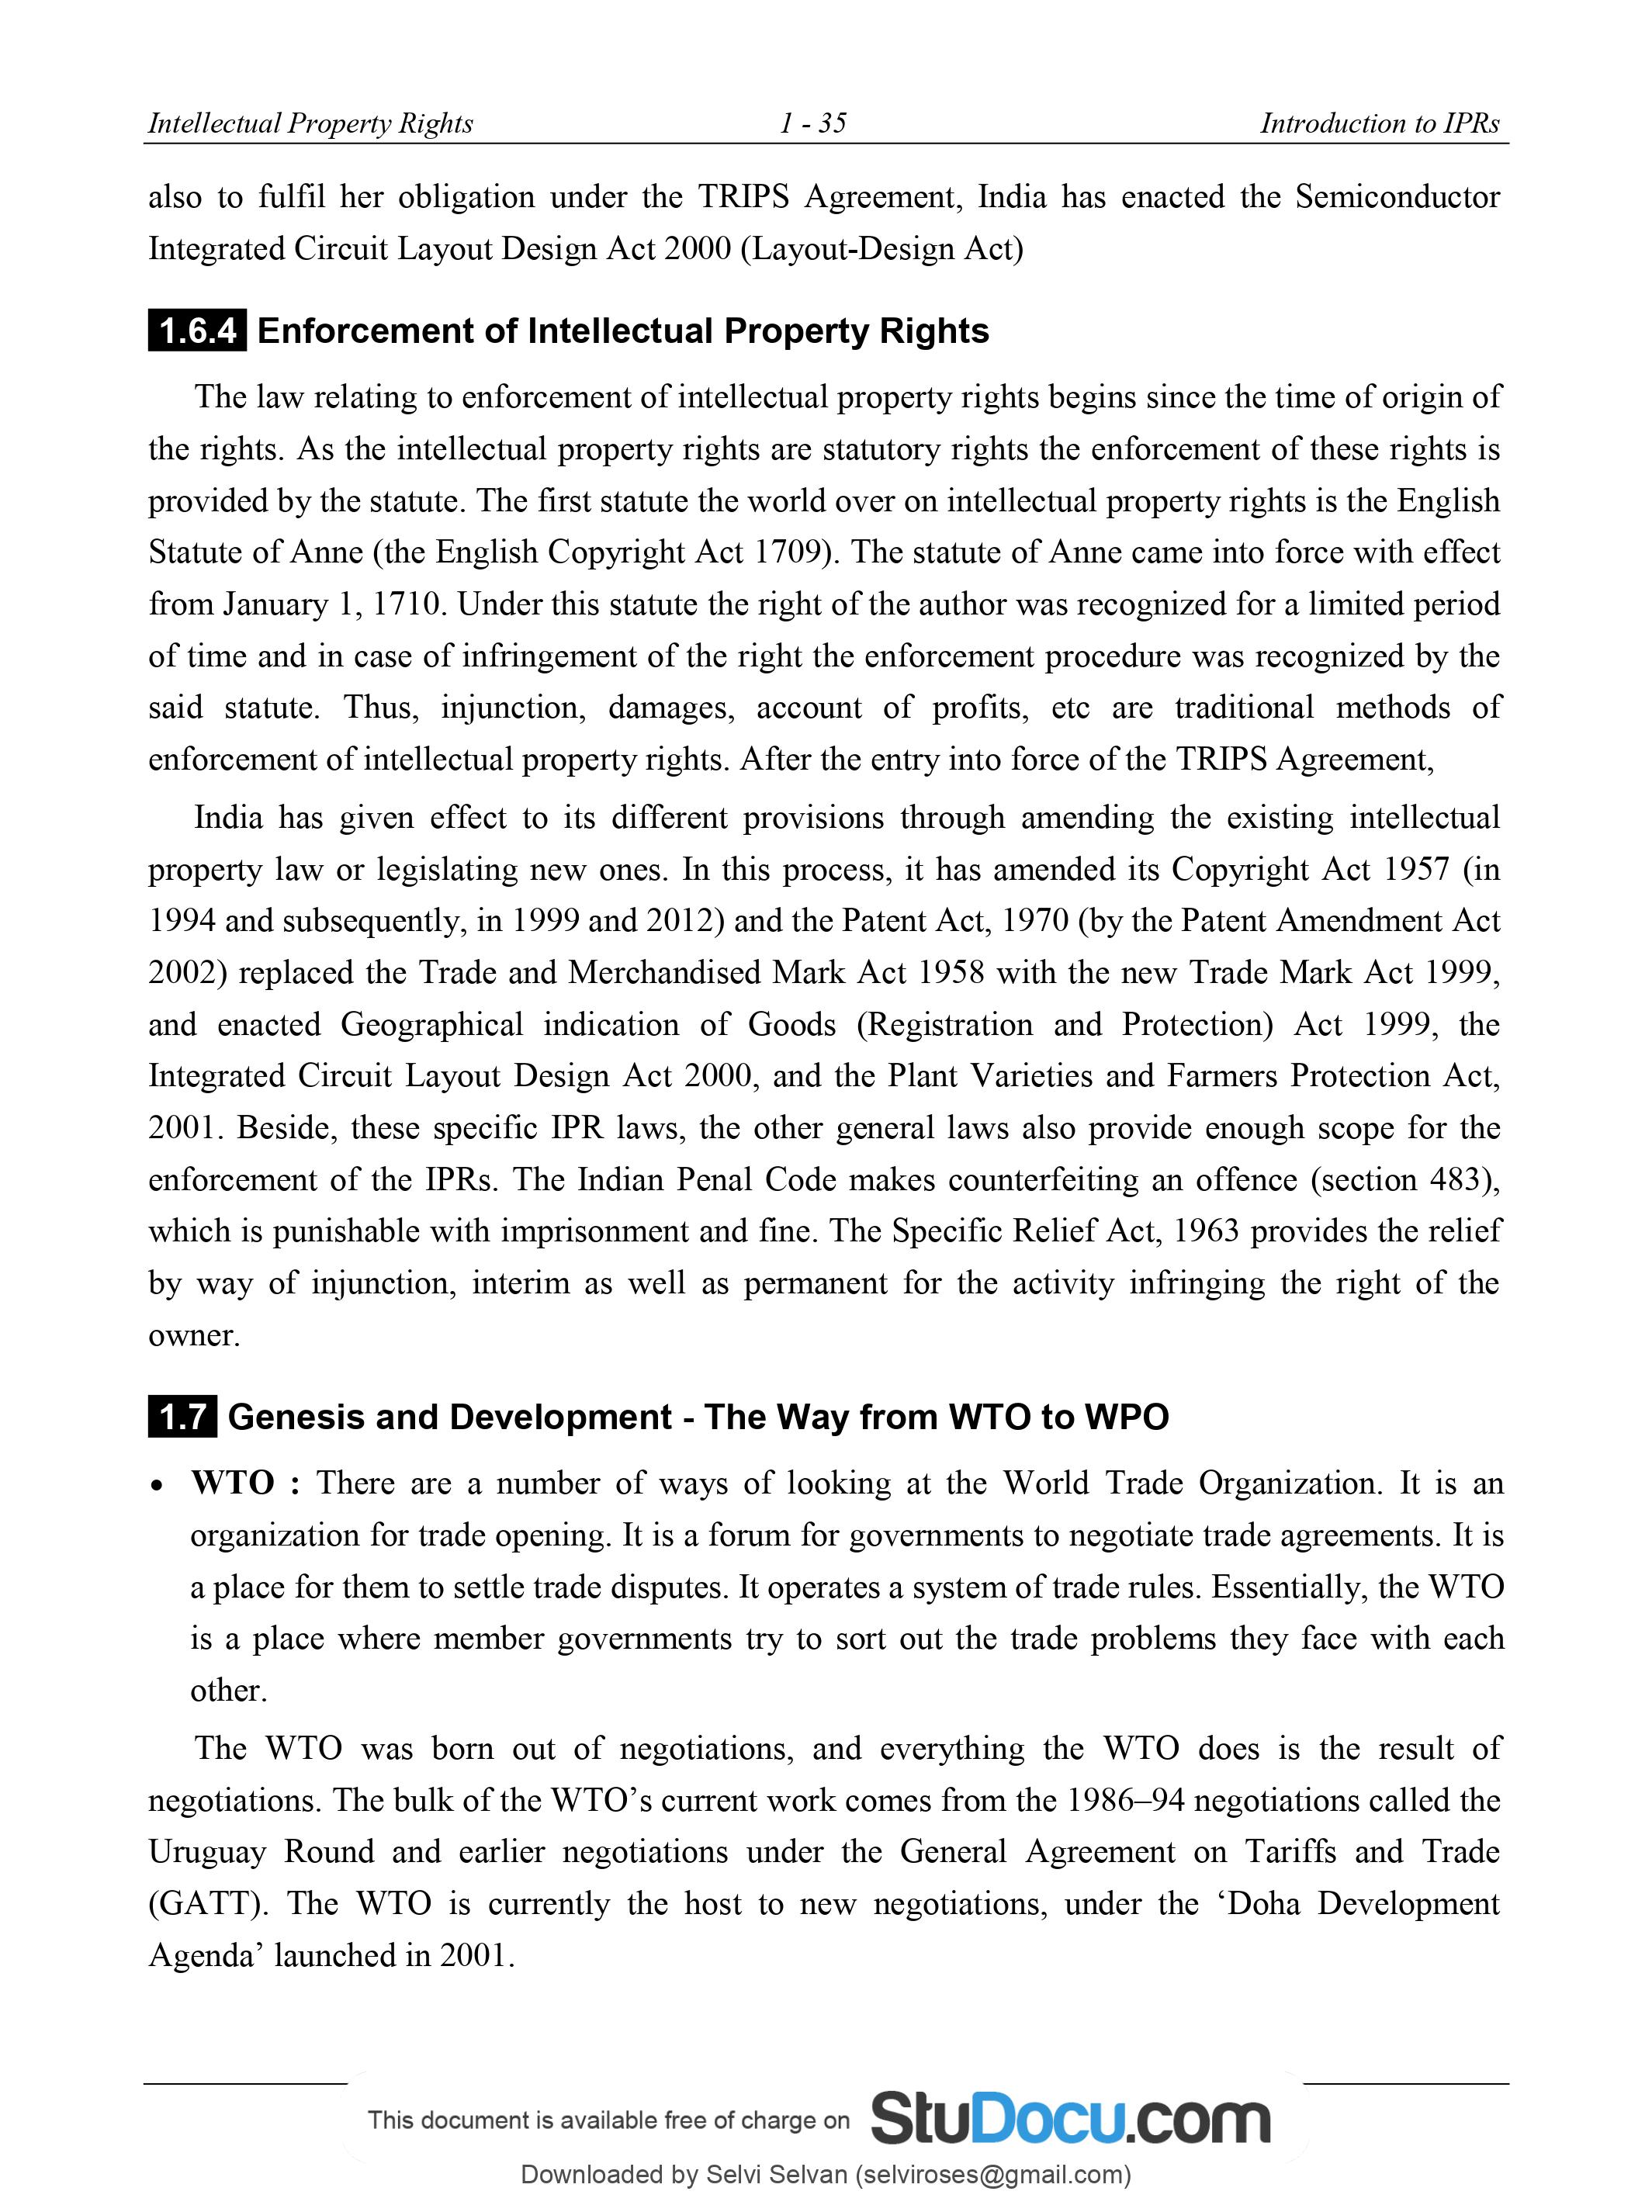 Intellectual Property Rights 1 - 35 Introduction to IPRs
also to fulfil her obligation under the TRIPS Agreement, India has enacted the Semiconductor
Integrated Circuit Layout Design Act 2000 (Layout-Design Act)
1.6.4 Enforcement of Intellectual Property Rights
The law relating to enforcement of intellectual property rights begins since the time of origin of
the rights. As the intellectual property rights are statutory rights the enforcement of these rights is
provided by the statute. The first statute the world over on intellectual property rights is the English
Statute of Anne (the English Copyright Act 1709). The statute of Anne came into force with effect
from January 1, 1710. Under this statute the right of the author was recognized for a limited period
of time and in case of infringement of the right the enforcement procedure was recognized by the
said statute. Thus, injunction, damages, account of profits, etc are traditional methods of
enforcement of intellectual property rights. After the entry into force of the TRIPS Agreement,
India has given effect to its different provisions through amending the existing intellectual
property law or legislating new ones. In this process, it has amended its Copyright Act 1957 (in
1994 and subsequently, in 1999 and 2012) and the Patent Act, 1970 (by the Patent Amendment Act
2002) replaced the Trade and Merchandised Mark Act 1958 with the new Trade Mark Act 1999,
and enacted Geographical indication of Goods (Registration and Protection) Act 1999, the
Integrated Circuit Layout Design Act 2000, and the Plant Varieties and Farmers Protection Act,
2001. Beside, these specific IPR laws, the other general laws also provide enough scope for the
enforcement of the IPRs. The Indian Penal Code makes counterfeiting an offence (section 483),
which is punishable with imprisonment and fine. The Specific Relief Act, 1963 provides the relief
by way of injunction, interim as well as permanent for the activity infringing the right of the
owner.
1.7 Genesis and Development - The Way from WTO to WPO
• WTO : There are a number of ways of looking at the World Trade Organization. It is an
organization for trade opening. It is a forum for governments to negotiate trade agreements. It is
a place for them to settle trade disputes. It operates a system of trade rules. Essentially, the WTO
is a place where member governments try to sort out the trade problems they face with each
other.
The WTO was born out of negotiations, and everything the WTO does is the result of
negotiations. The bulk of the WTO’s current work comes from the 1986–94 negotiations called the
Uruguay Round and earlier negotiations under the General Agreement on Tariffs and Trade
(GATT). The WTO is currently the host to new negotiations, under the ‘Doha Development
Agenda’ launched in 2001.
This document is available free of charge on StuDocu.com
Downloaded by Selvi Selvan (selviroses@gmail.com)